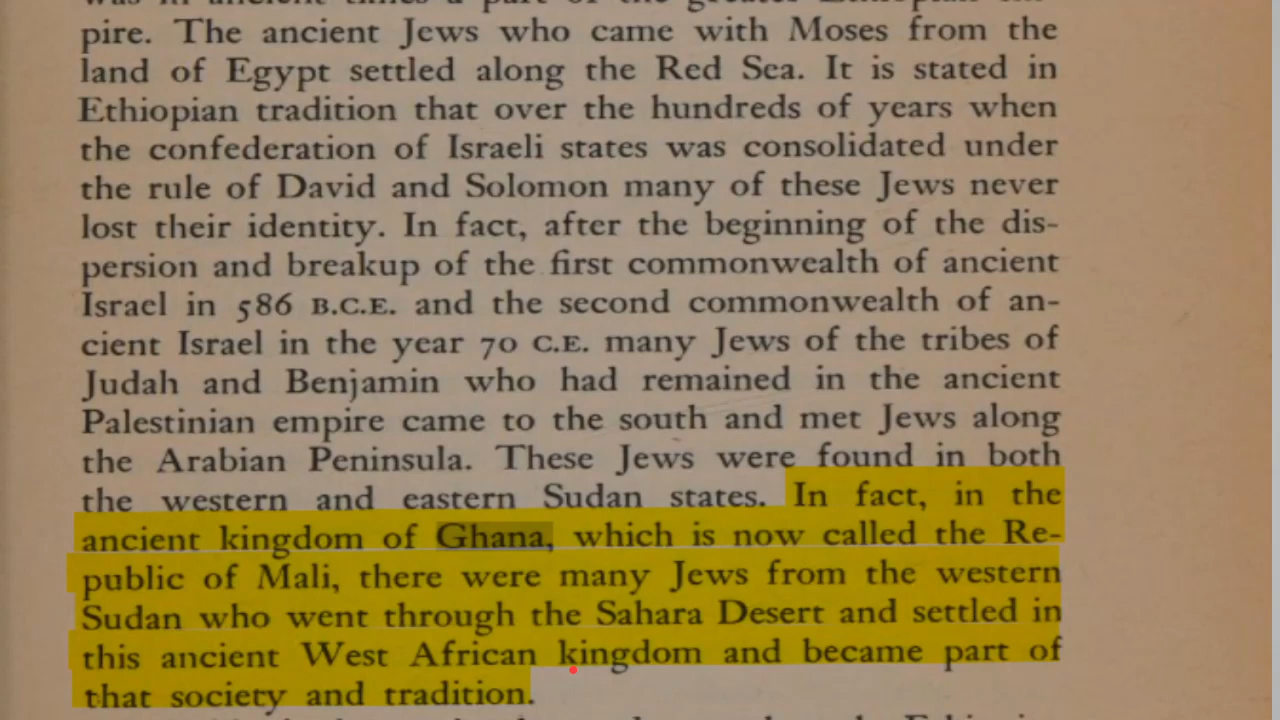 pire. The ancient Jews who came with Moses from the
land of Egypt settled along the Red Sea. It is stated in
Ethiopian tradition that over the hundreds of years when
the confederation of Israeli states was consolidated under
the rule of David and Solomon many of these Jews never
lost their identity. In fact, after the beginning of the dis-
persion and breakup of the first commonwealth of ancient
Israel in 586 B.C.E. and the second commonwealth of an-
cient Israel in the year 70 C.E. many Jews of the tribes of
Judah and Benjamin who had remained in the ancient
Palestinian empire came to the south and met Jews along
the Arabian Peninsula. These Jews were found in both
the western and eastern Sudan states. In fact, in the
ancient kingdom of Ghana, which is now called the Re-
public of Mali, there were many Jews from the western
Sudan who went through the Sahara Desert and settled in
this ancient West African kingdom and became part of
that society and tradition.